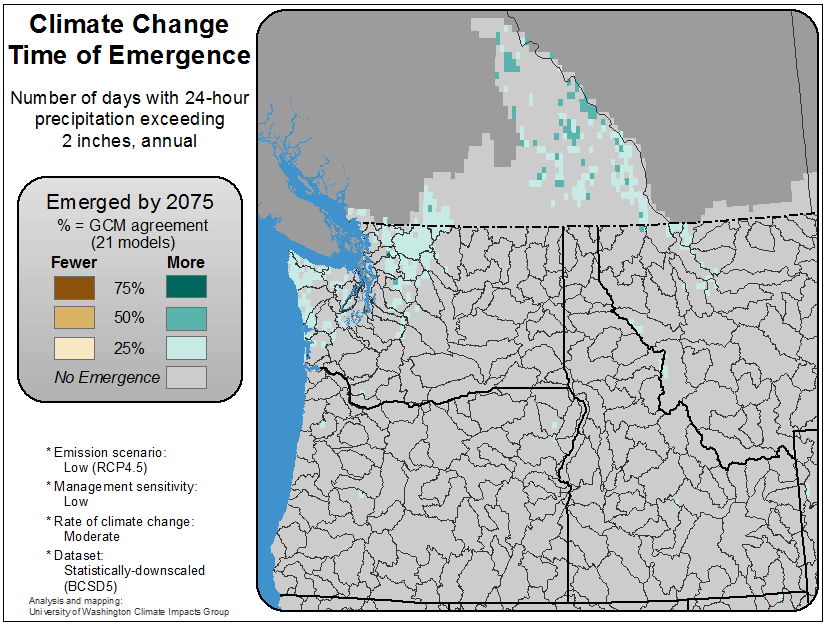 Climate Change
Time of Emergence
Number of days with 24-hour
precipitation exceeding
2 inches, annual
Emerged by 2075
% = GCM agreement
(21 models)
Fewer More
75%
50%
25%
No Emergence
* Emission scenario:
Low (RCP4.5)
* Management sensitivity:
Low
* Rate of climate change:
Moderate
* Dataset:
Statistically-downscaled
(BCSD5)
Analysis and mapping:
University of Washington Climate Impacts Group